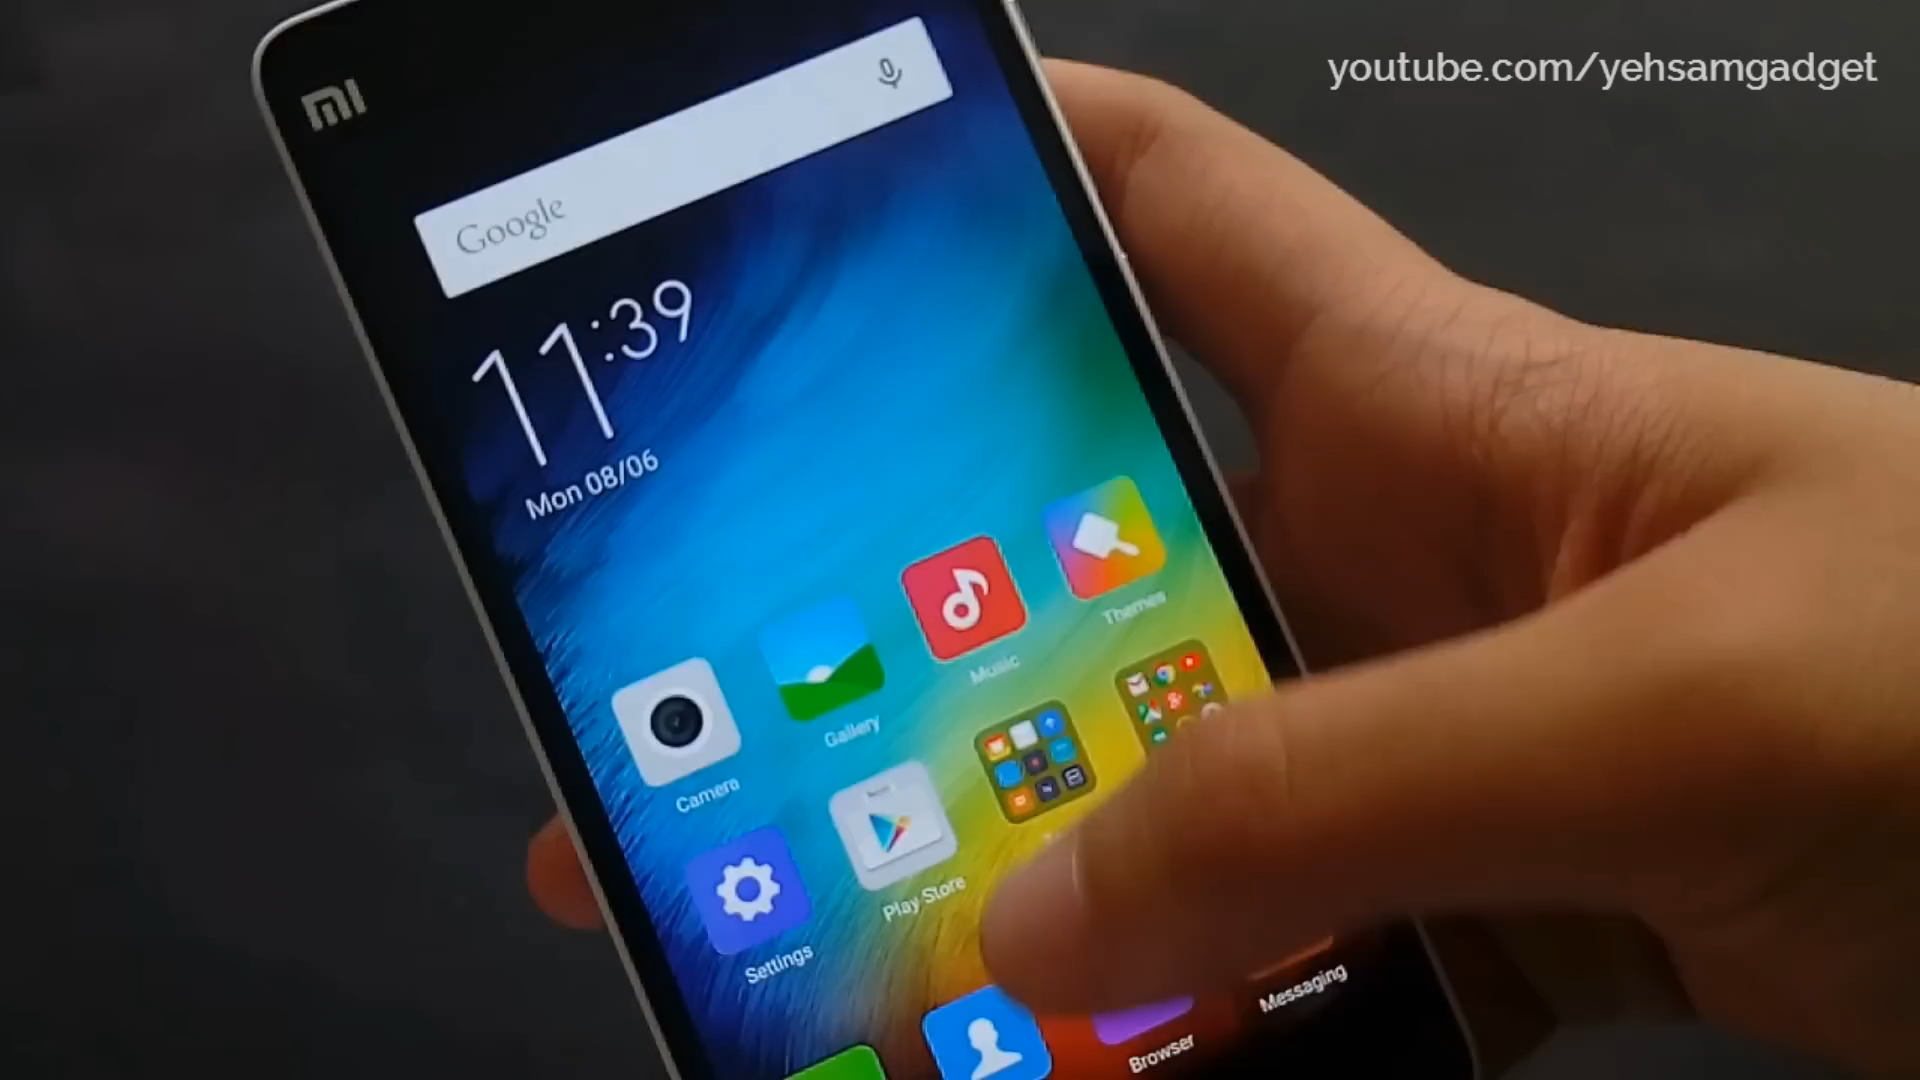 youtube.com/yehsamgadget
MI
Google
11:39
Mon 08/06
Themes
Music
Gallery
Camera
Play Store
Settings
Messaging
Browser